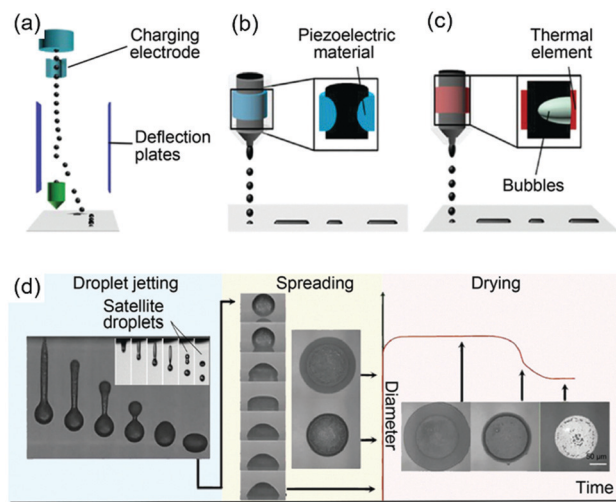 (a)
Charging
electrode
Deflection
plates
(b)
Piezoelectric
material
(c)
Thermal
element
Bubbles
(d)
Droplet jetting
Satellite
droplets
Spreading
Drying
Diameter
50 µm
Time